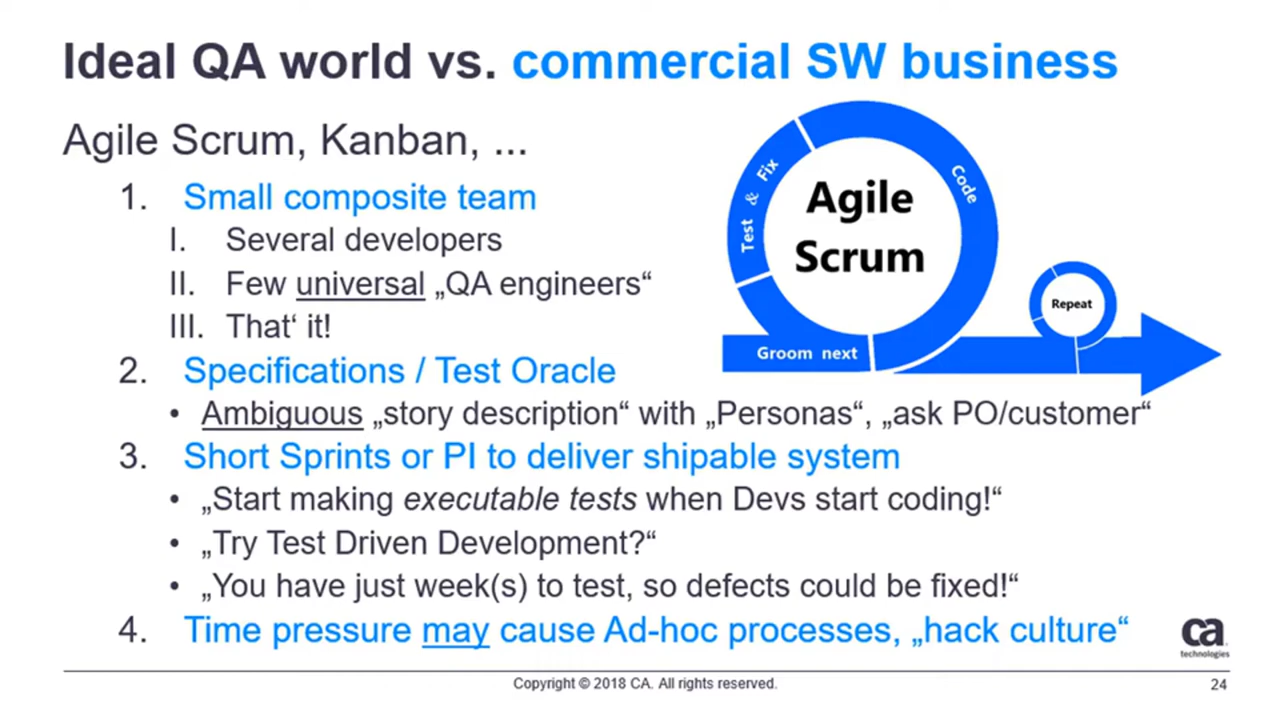 Ideal QA world vs. commercial SW business
Agile Scrum, Kanban, ...
1. Small composite team
I. Several developers
II. Few universal „QA engineers“
III. That‘ it!
2. Specifications / Test Oracle
• Ambiguous „story description“ with „Personas“, „ask PO/customer“
3. Short Sprints or PI to deliver shipable system
• „Start making executable tests when Devs start coding!“
• „Try Test Driven Development?“
• „You have just week(s) to test, so defects could be fixed!“
4. Time pressure may cause Ad-hoc processes, „hack culture“
Test & Fix
Code
Agile
Scrum
Groom next
Repeat
ca
technologies
Copyright © 2018 CA. All rights reserved.
24